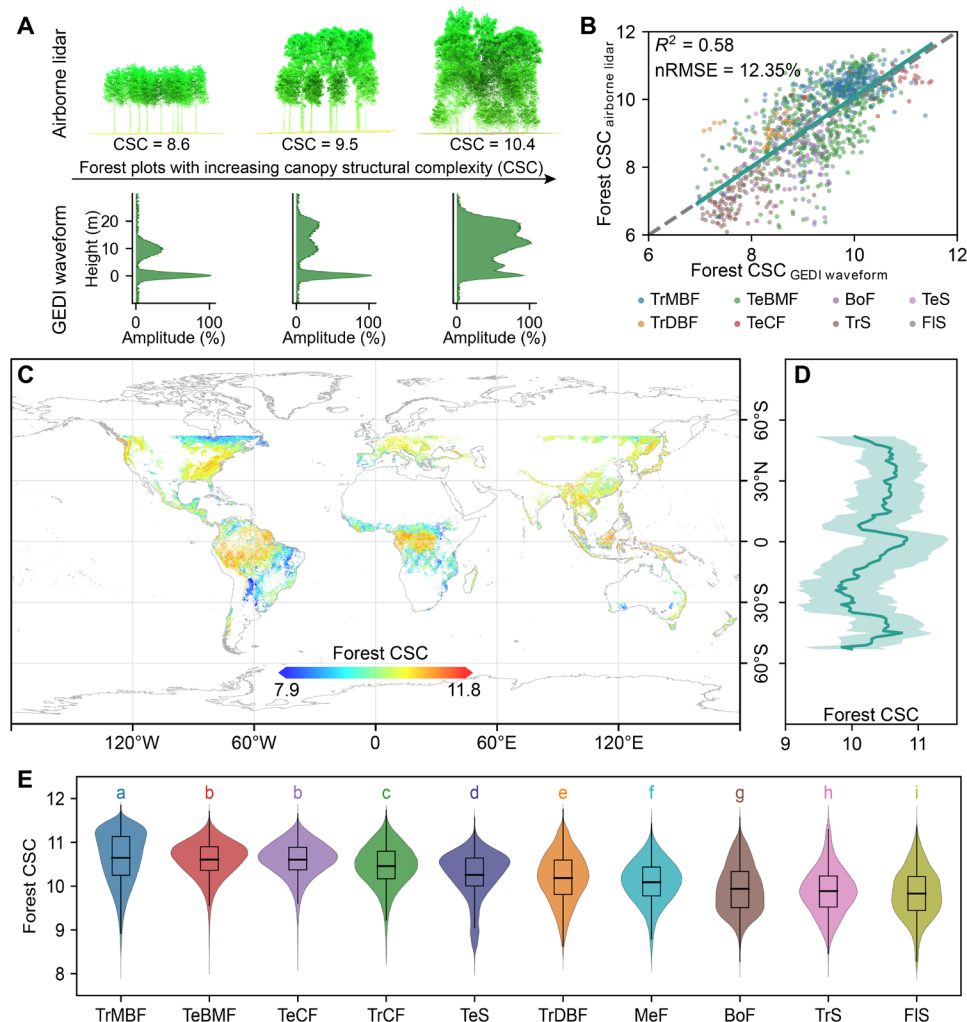 A
Airborne lidar
CSC = 8.6
CSC = 9.5
CSC = 10.4
Forest plots with increasing canopy structural complexity (CSC)
GEDI waveform
Height (m)
20
10
0
0
100
0
100
0
100
Amplitude (%)
Amplitude (%)
Amplitude (%)
B
R² = 0.58
nRMSE = 12.35%
Forest CSC airborne lidar
12
10
8
6
6
8
10
12
Forest CSC GEDI waveform
TrMBF
TeBMF
BoF
TeS
TrDBF
TeCF
TrS
FlS
C
Forest CSC
7.9
11.8
120°W
60°W
0
60°E
120°E
D
60°S
30°N
0
30°S
60°S
Forest CSC
9
10
11
E
Forest CSC
12
11
10
9
8
a
b
b
c
d
e
f
g
h
i
TrMBF
TeBMF
TeCF
TrCF
TeS
TrDBF
MeF
BoF
TrS
FlS